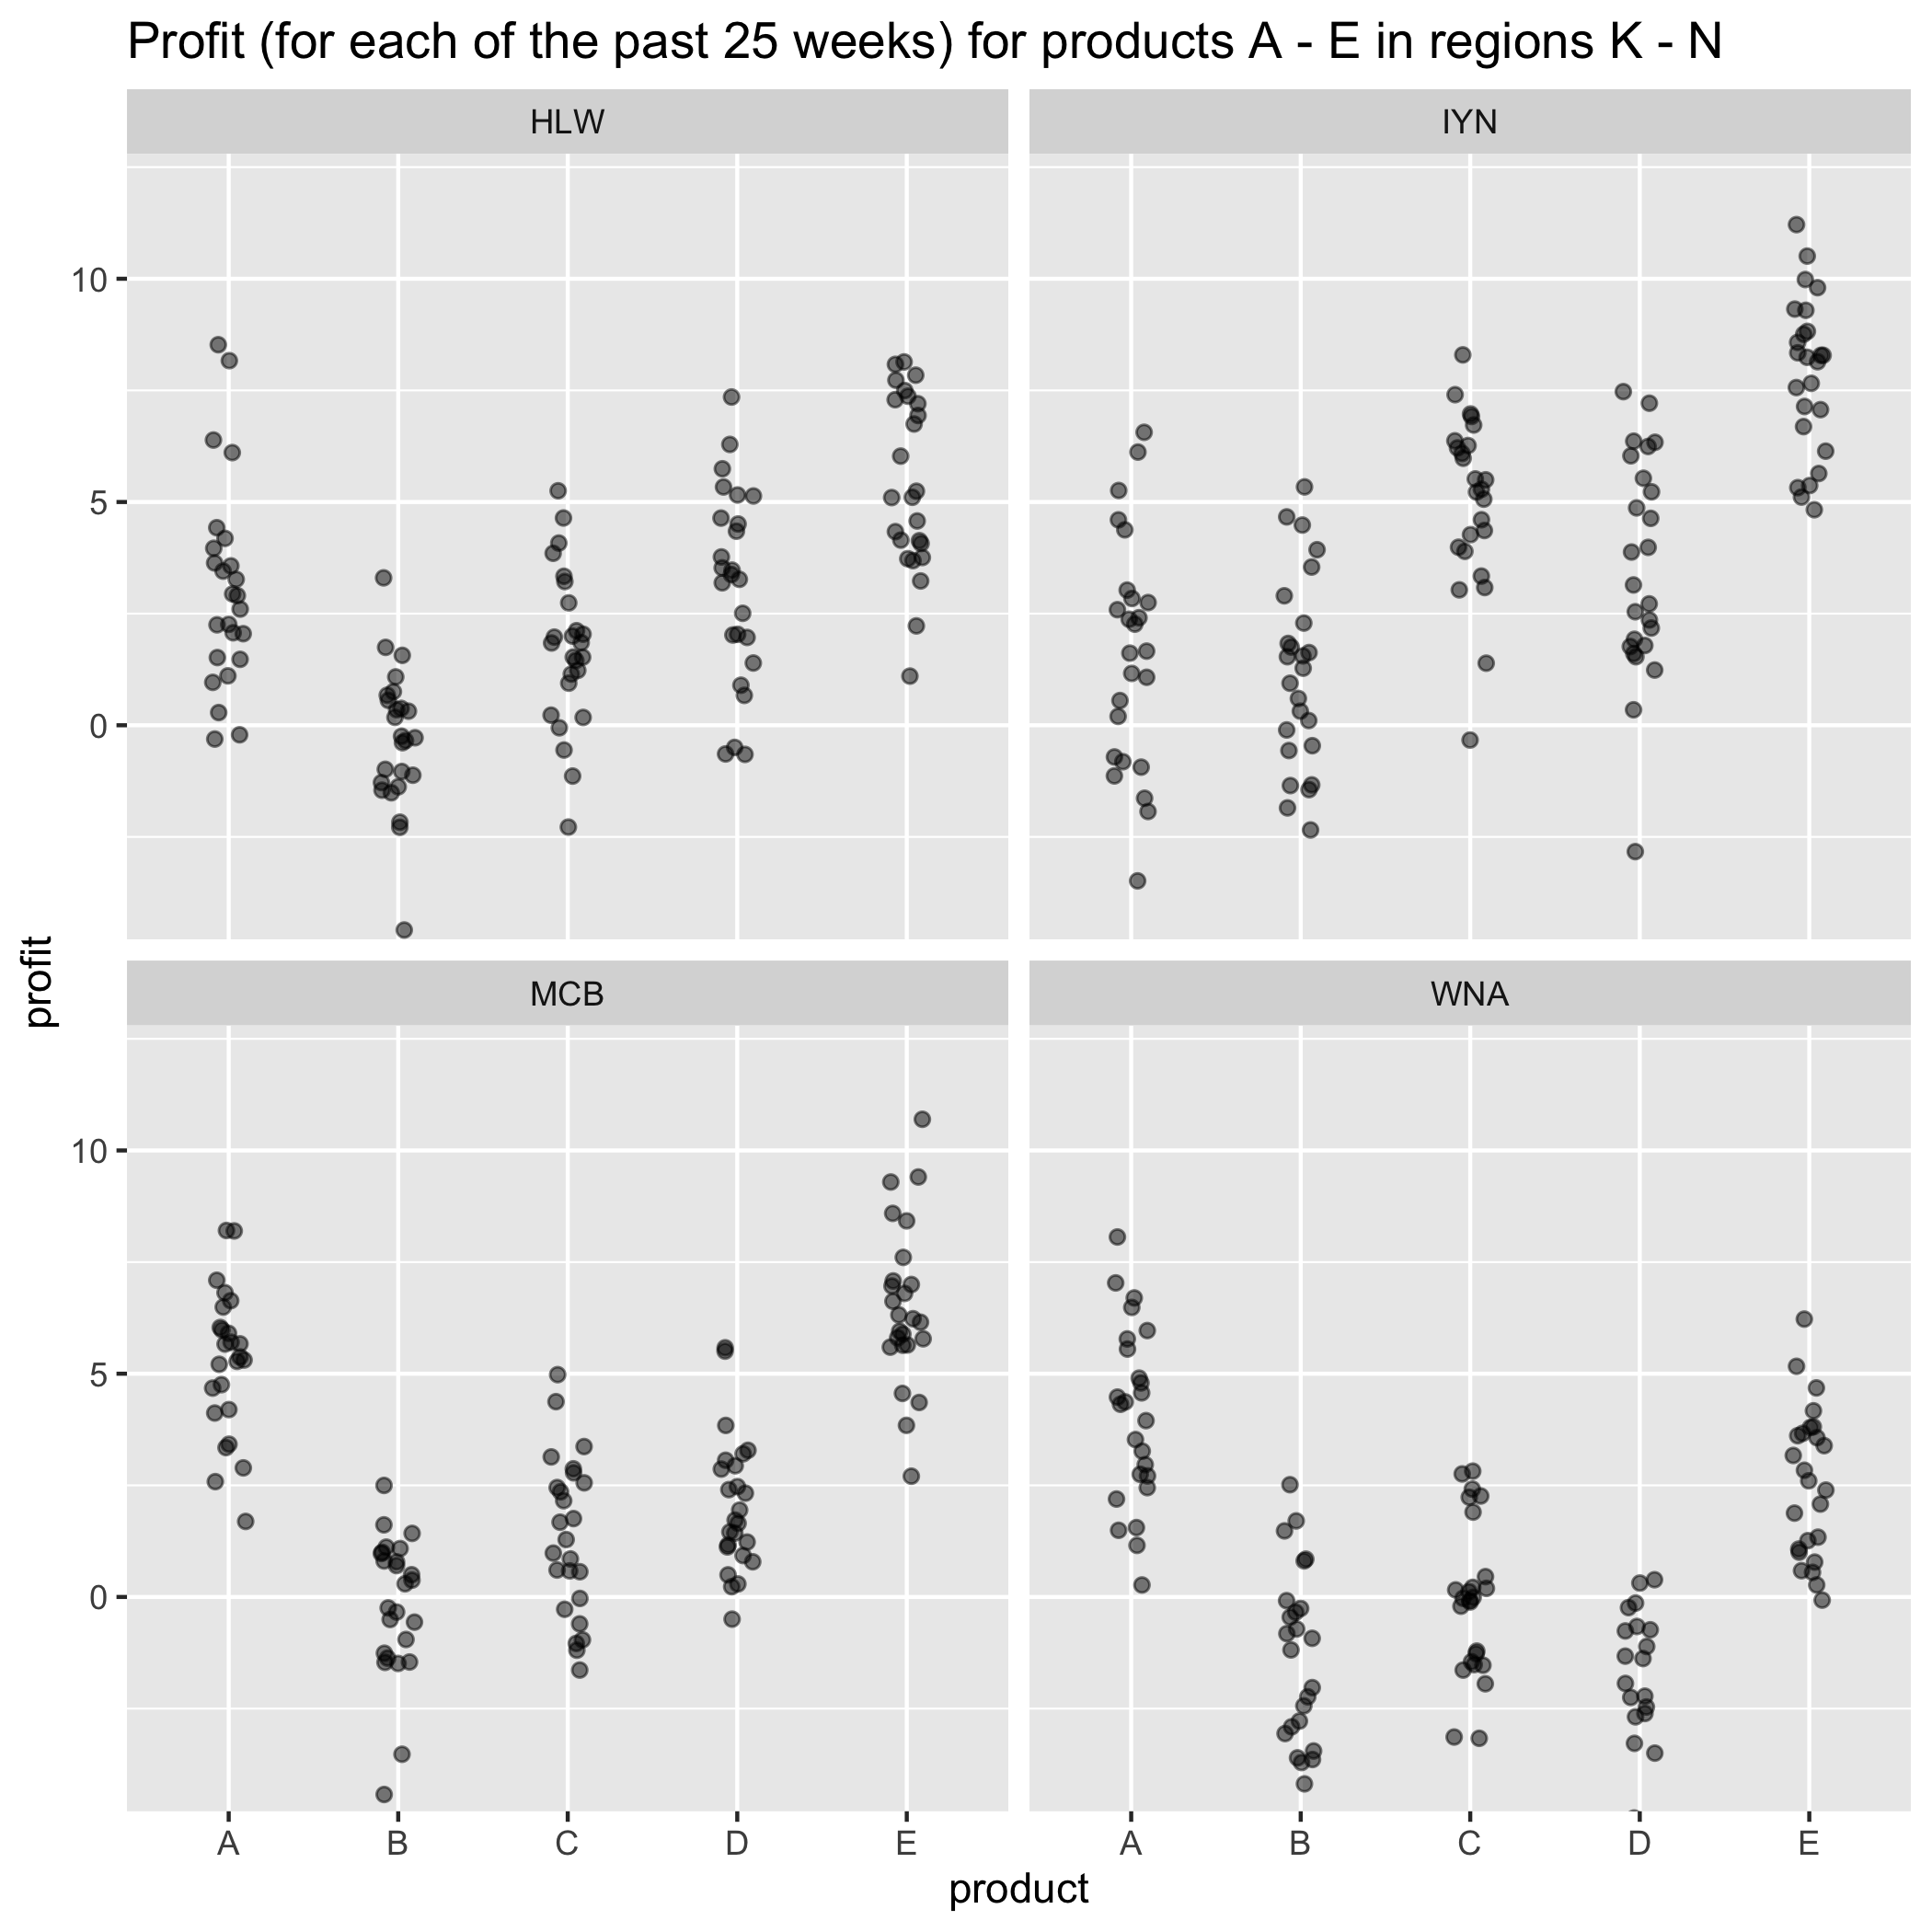 Profit (for each of the past 25 weeks) for products A - E in regions K - N
HLW
IYN
10
5
0
profit
MCB
WNA
10
5
0
A B C D E
A B C D E
product